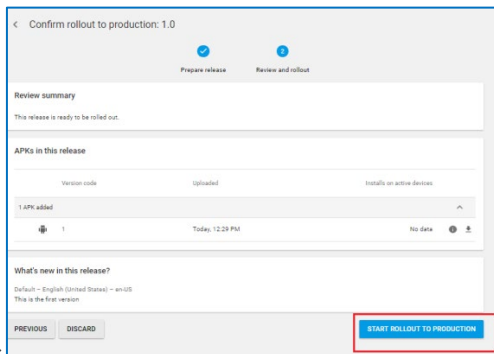 Confirm rollout to production: 1.0
2
Prepare release
Review and rollout
Review summary
This release is ready to be rolled out.
APKs in this release
Version code Uploaded Installs on active devices
1 APK added
1 Today, 12:29 PM No data
What's new in this release?
Default – English (United States) – en-US
This is the first version
PREVIOUS DISCARD START ROLLOUT TO PRODUCTION